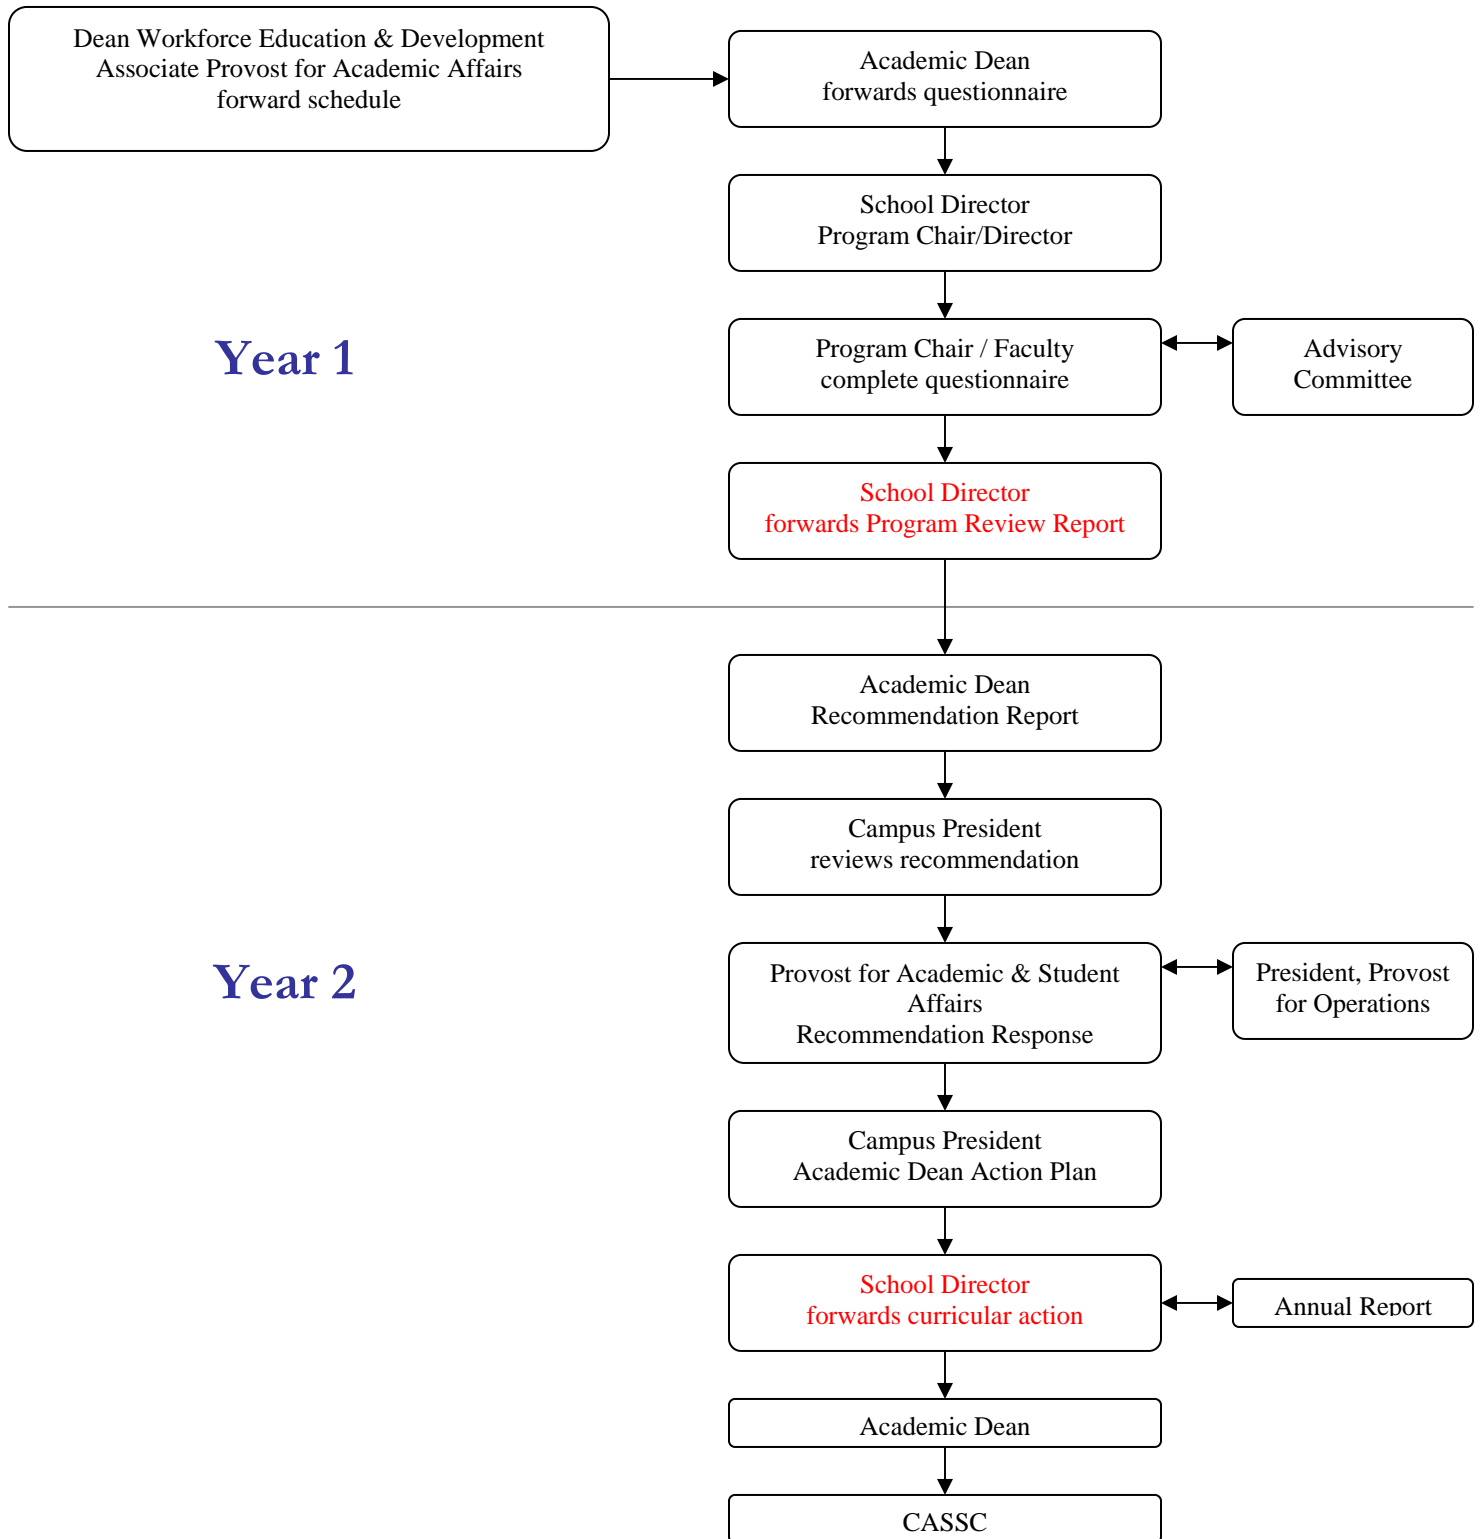 Dean Workforce Education & Development
Associate Provost for Academic Affairs
forward schedule
Academic Dean
forwards questionnaire
School Director
Program Chair/Director
Year 1
Program Chair / Faculty
complete questionnaire
Advisory
Committee
School Director
forwards Program Review Report
Academic Dean
Recommendation Report
Campus President
reviews recommendation
Year 2
Provost for Academic & Student
Affairs
Recommendation Response
President, Provost
for Operations
Campus President
Academic Dean Action Plan
School Director
forwards curricular action
Annual Report
Academic Dean
CASSC